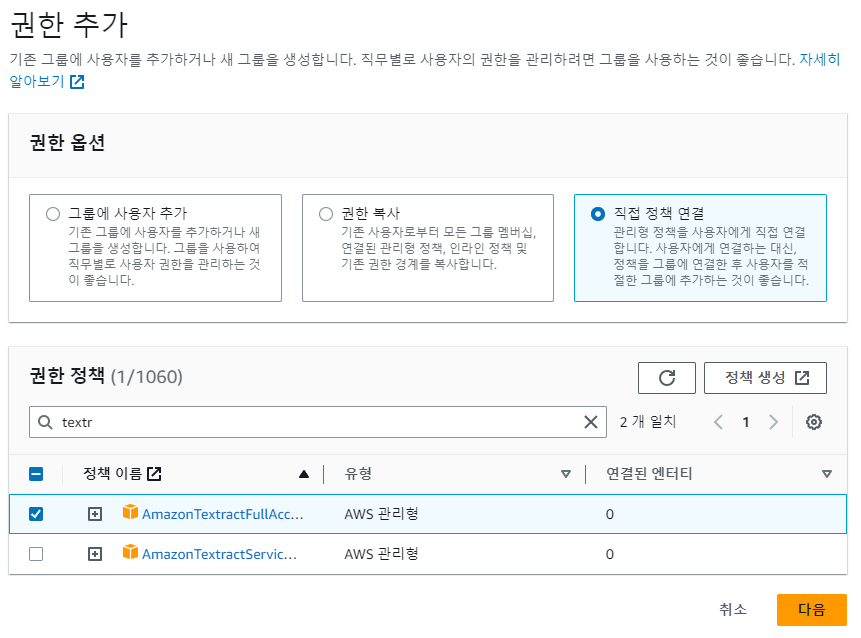 권한 추가
기존 그룹에 사용자를 추가하거나 새 그룹을 생성합니다. 직무별로 사용자의 권한을 관리하려면 그룹을 사용하는 것이 좋습니다. 자세히
알아보기
권한 옵션
그룹에 사용자 추가
기존 그룹에 사용자를 추가하거나 새
그룹을 생성합니다. 그룹을 사용하여
직무별로 사용자 권한을 관리하는 것
이 좋습니다.
권한 복사
기존 사용자로부터 모든 그룹 멤버십,
연결된 관리형 정책, 인라인 정책 및
기존 권한 경계를 복사합니다.
직접 정책 연결
관리형 정책을 사용자에게 직접 연결
합니다. 사용자에게 연결하는 대신,
정책을 그룹에 연결한 후 사용자를 적
절한 그룹에 추가하는 것이 좋습니다.
권한 정책 (1/1060)
정책 생성
textr
2 개 일치
1
정책 이름 유형 연결된 엔터티
AmazonTextractFullAcc... AWS 관리형 0
AmazonTextractServic... AWS 관리형 0
취소 다음